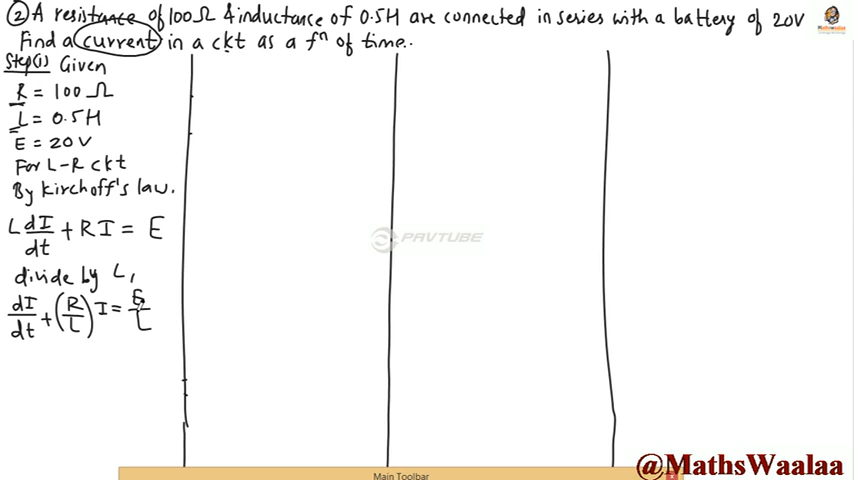 ② A resistance of 100Ω & inductance of 0.5H are connected in series with a battery of 20V
Find a current in a ckt as a fⁿ of time..
Step(1) Given
R = 100 Ω
L = 0.5H
E = 20V
For L-R ckt
By Kirchoff's law.
L dI/dt + RI = E
divide by L,
dI/dt + (R/L) I = E/L
PAVTUBE
Main Toolbar
@MathsWaalaa